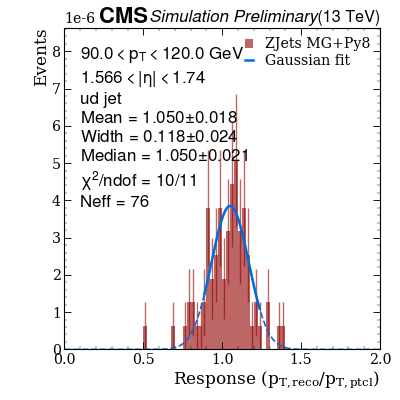 1e-6 CMS Simulation Preliminary (13 TeV)
Events
90.0 < p_T < 120.0 GeV
1.566 < |η| < 1.74
ud jet
Mean = 1.050±0.018
Width = 0.118±0.024
Median = 1.050±0.021
χ²/ndof = 10/11
Neff = 76
ZJets MG+Py8
Gaussian fit
8
7
6
5
4
3
2
1
0
0.0 0.5 1.0 1.5 2.0
Response (p_T,reco/p_T,ptcl)